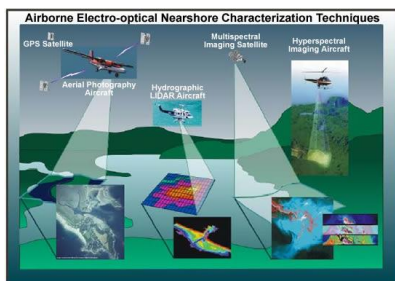 Airborne Electro-optical Nearshore Characterization Techniques
GPS Satellite
Aerial Photography
Aircraft
Hydrographic
LIDAR Aircraft
Multispectral
Imaging Satellite
Hyperspectral
Imaging Aircraft